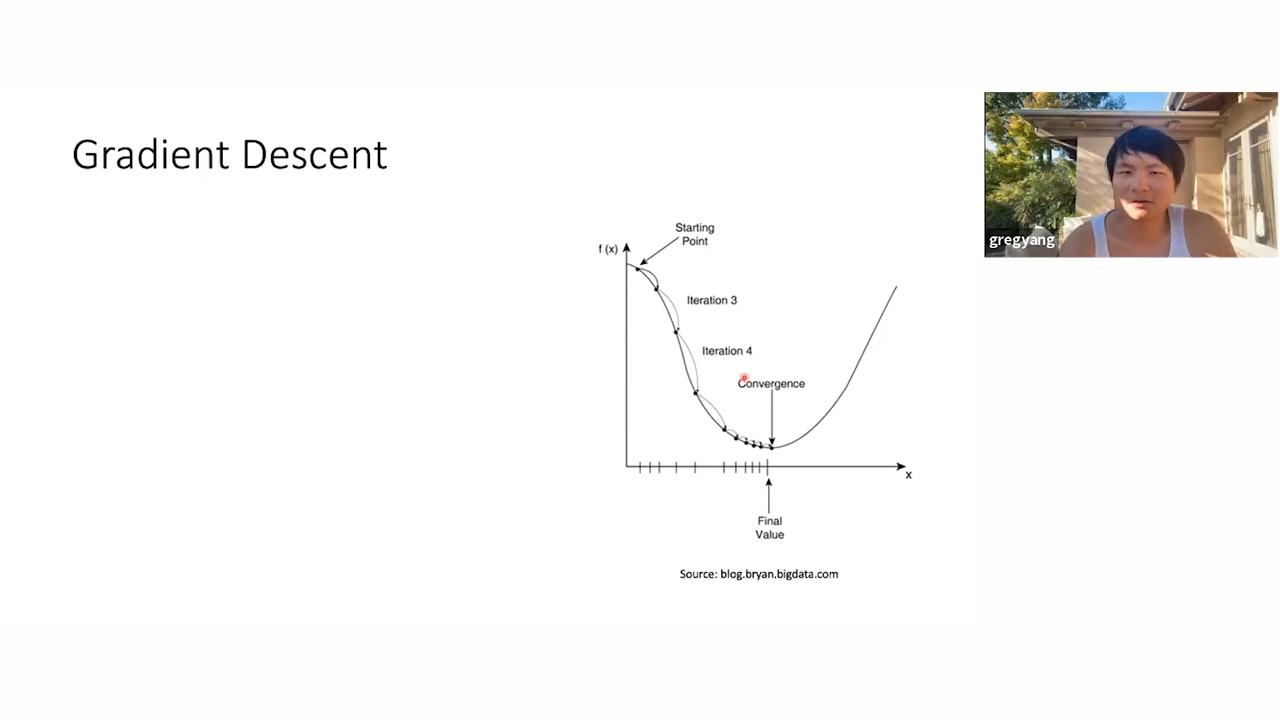 Gradient Descent
gregyang
Starting
Point
f (x)
Iteration 3
Iteration 4
Convergence
x
Final
Value
Source: blog.bryan.bigdata.com